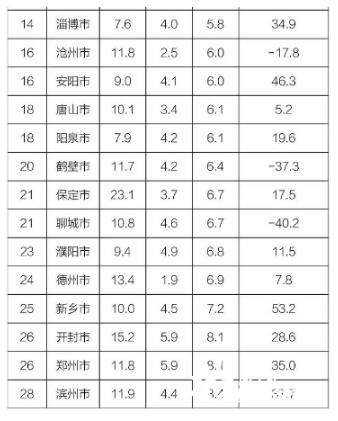 14 淄博市 7.6 4.0 5.8 34.9
16 沧州市 11.8 2.5 6.0 -17.8
16 安阳市 9.0 4.1 6.0 46.3
18 唐山市 10.1 3.4 6.1 5.2
18 阳泉市 7.9 4.2 6.1 19.6
20 鹤壁市 11.7 4.2 6.4 -37.3
21 保定市 23.1 3.7 6.7 17.5
21 聊城市 10.8 4.6 6.7 -40.2
23 濮阳市 9.4 4.9 6.8 11.5
24 德州市 13.4 1.9 6.9 7.8
25 新乡市 10.0 4.5 7.2 53.2
26 开封市 15.2 5.9 8.1 28.6
26 郑州市 11.8 5.9 8.1 35.0
28 滨州市 11.9 4.4